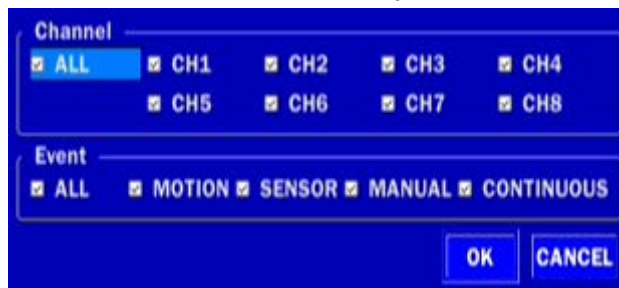 Channel
ALL CH1 CH2 CH3 CH4
CH5 CH6 CH7 CH8
Event
ALL MOTION SENSOR MANUAL CONTINUOUS
OK CANCEL